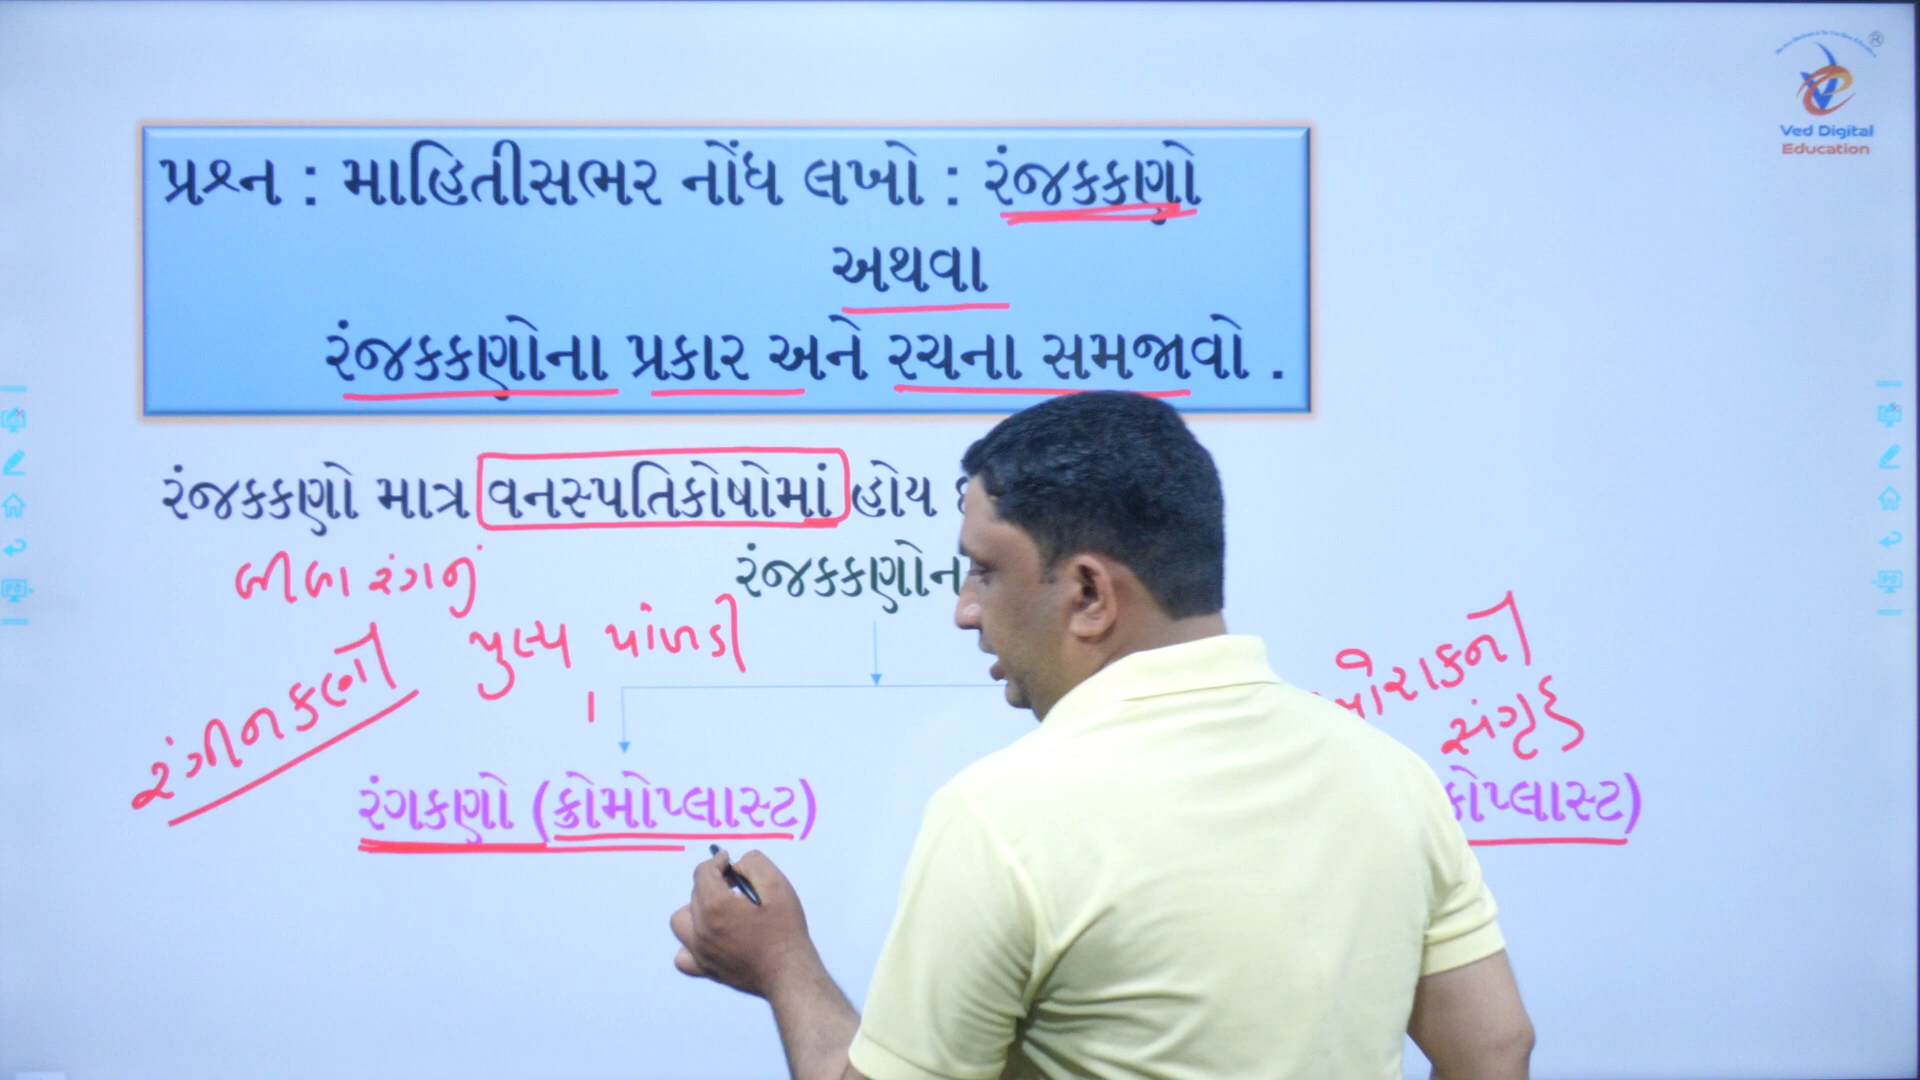 Ved Digital
Education
પ્રશ્ન : માહિતીસભર નોંધ લખો : રંજકકણો
અથવા
રંજકકણોના પ્રકાર અને રચના સમજાવો .
રંજકકણો માત્ર વનસ્પતિકોષોમાં હોય
લીલા રંગનું
રંજકકણોન
રંગીનકણો
પુષ્પ પાંખડી
ખોરાકનો
સંગ્રહ
રંગકણો (ક્રોમોપ્લાસ્ટ)
કોપ્લાસ્ટ)